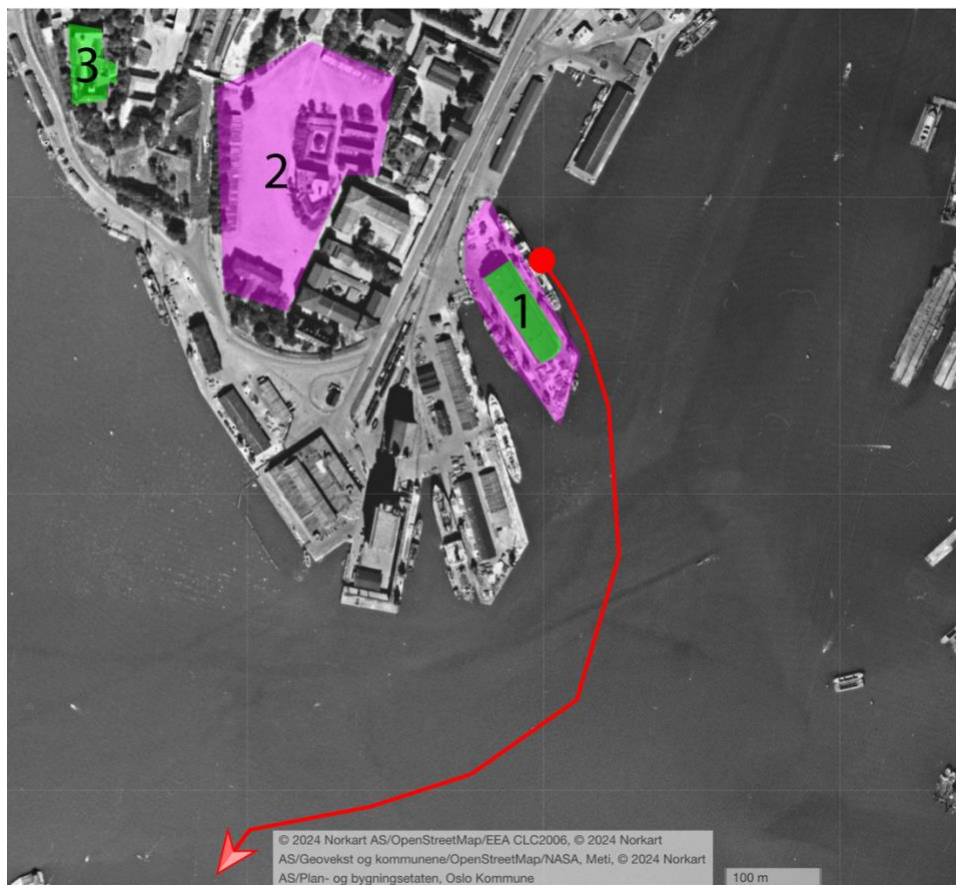 3
2
1
© 2024 Norkart AS/OpenStreetMap/EEA CLC2006, © 2024 Norkart
AS/Geovekst og kommunene/OpenStreetMap/NASA, Meti, © 2024 Norkart
AS/Plan- og bygningsetaten, Oslo Kommune
100 m